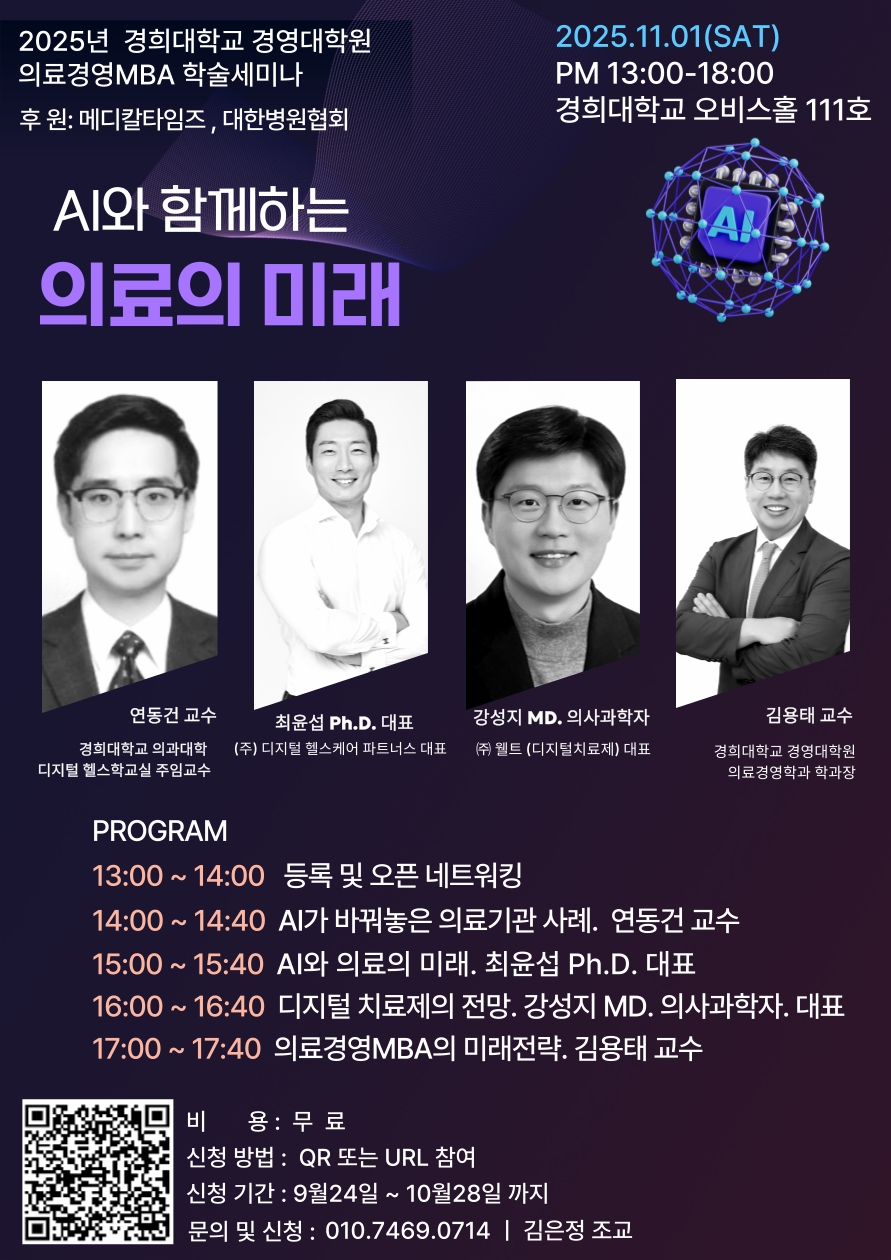 2025년 경희대학교 경영대학원
의료경영MBA 학술세미나
후 원: 메디칼타임즈 , 대한병원협회
2025.11.01(SAT)
PM 13:00-18:00
경희대학교 오비스홀 111호
AI와 함께하는
의료의 미래
AI
연동건 교수
경희대학교 의과대학
디지털 헬스학교실 주임교수
최윤섭 Ph.D. 대표
(주) 디지털 헬스케어 파트너스 대표
강성지 MD. 의사과학자
㈜ 웰트 (디지털치료제) 대표
김용태 교수
경희대학교 경영대학원
의료경영학과 학과장
PROGRAM
13:00 ~ 14:00 등록 및 오픈 네트워킹
14:00 ~ 14:40 AI가 바꿔놓은 의료기관 사례. 연동건 교수
15:00 ~ 15:40 AI와 의료의 미래. 최윤섭 Ph.D. 대표
16:00 ~ 16:40 디지털 치료제의 전망. 강성지 MD. 의사과학자. 대표
17:00 ~ 17:40 의료경영MBA의 미래전략. 김용태 교수
비 용 : 무 료
신청 방법 : QR 또는 URL 참여
신청 기간 : 9월24일 ~ 10월28일 까지
문의 및 신청 : 010.7469.0714 ㅣ 김은정 조교